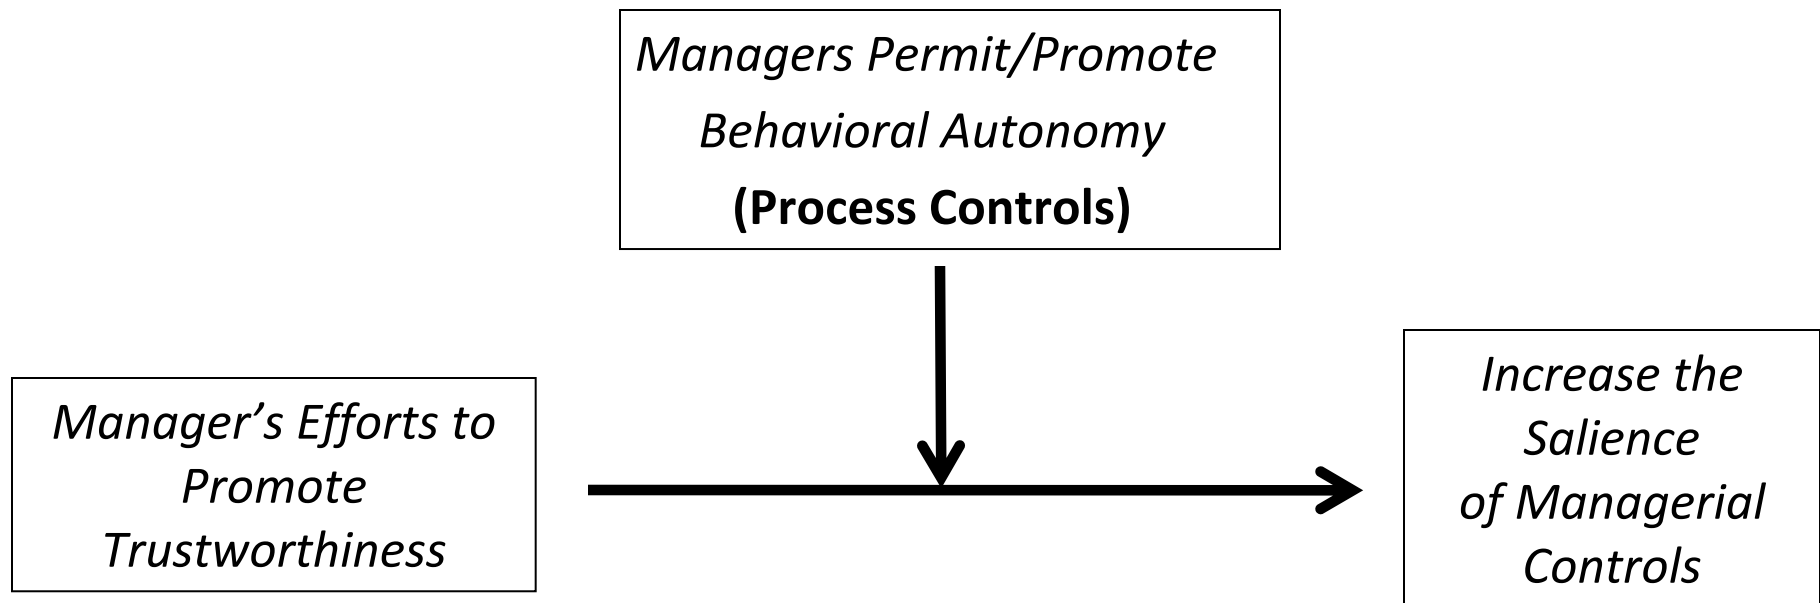 Managers Permit/Promote
Behavioral Autonomy
(Process Controls)
Manager’s Efforts to
Promote
Trustworthiness
Increase the
Salience
of Managerial
Controls